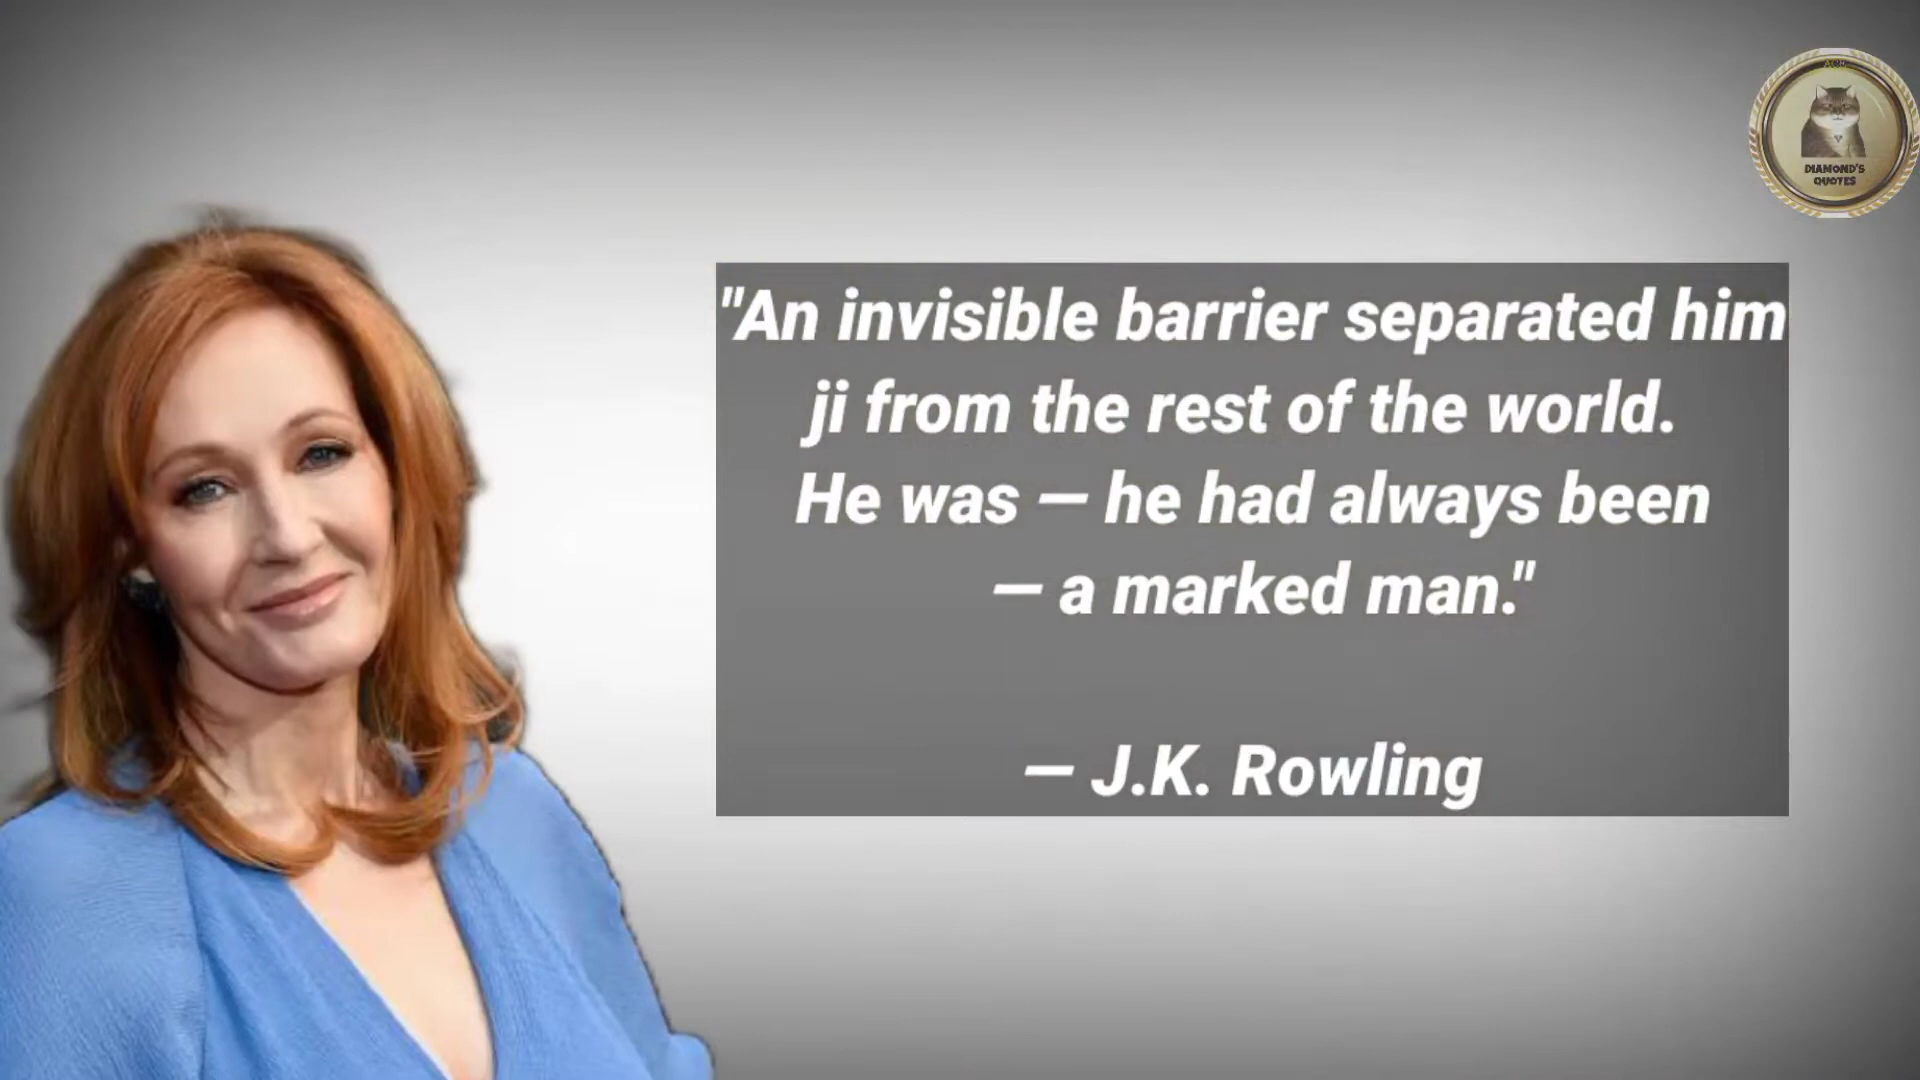 "An invisible barrier separated him
ji from the rest of the world.
He was — he had always been
— a marked man."
— J.K. Rowling
DIAMOND'S
QUOTES